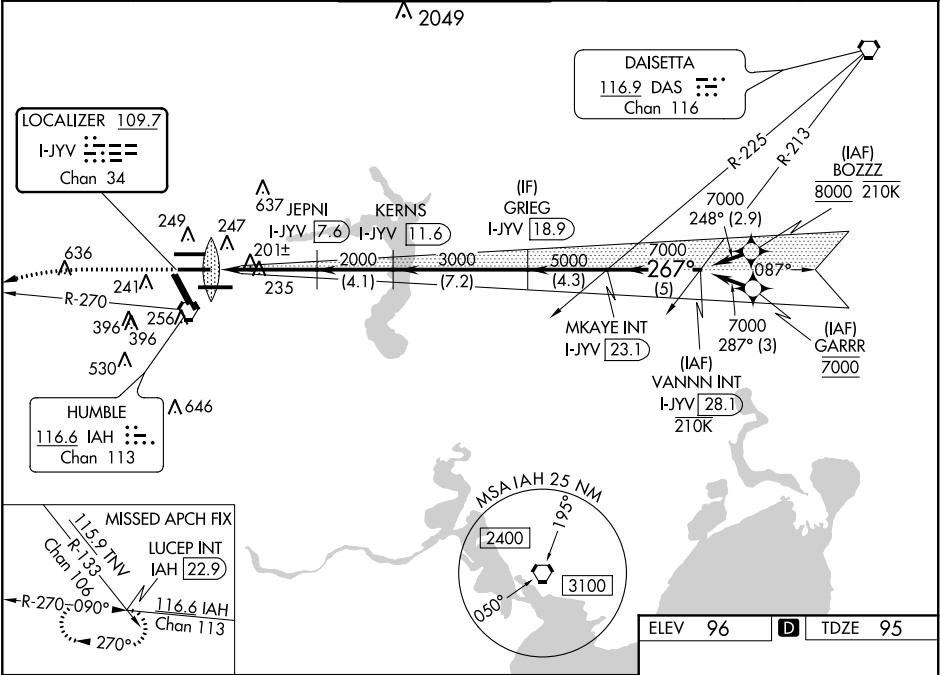 2049
DAISETTA
116.9 DAS
Chan 116
LOCALIZER 109.7
I-JYV
Chan 34
R-225
R-213
(IAF)
BOZZZ
8000 210K
7000
248° (2.9)
637
JEPNI
I-JYV 7.6
KERNS
I-JYV 11.6
(IF)
GRIEG
I-JYV 18.9
249
247
201±
235
636
241
2000
(4.1)
3000
(7.2)
5000
(4.3)
7000
267°
(5)
087°
R-270
396
396
256
530
646
MKAYE INT
I-JYV 23.1
7000
287° (3)
(IAF)
GARRR
7000
(IAF)
VANNN INT
I-JYV 28.1
210K
HUMBLE
116.6 IAH
Chan 113
MISSED APCH FIX
115.9 TNV
R-133
Chan 106
LUCEP INT
IAH 22.9
R-270
090°
116.6 IAH
Chan 113
270°
MSA IAH 25 NM
195°
2400
3100
050°
ELEV 96 D TDZE 95